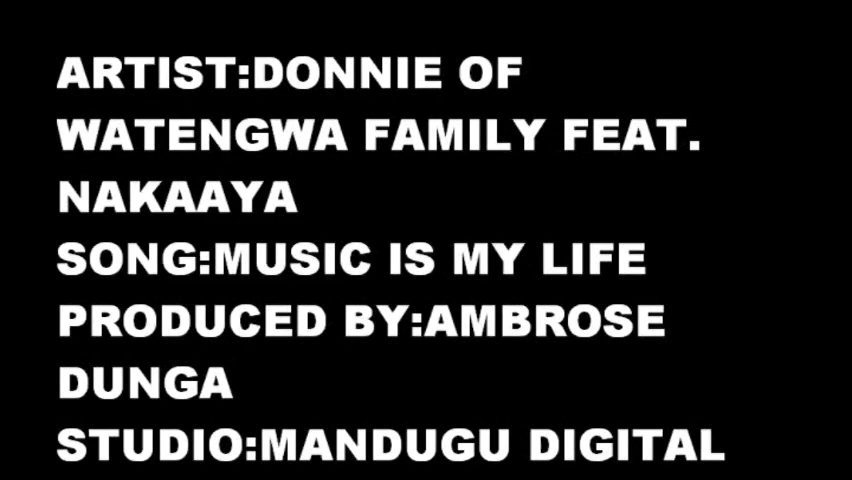 ARTIST:DONNIE OF
WATENGWA FAMILY FEAT.
NAKAAYA
SONG:MUSIC IS MY LIFE
PRODUCED BY:AMBROSE
DUNGA
STUDIO:MANDUGU DIGITAL